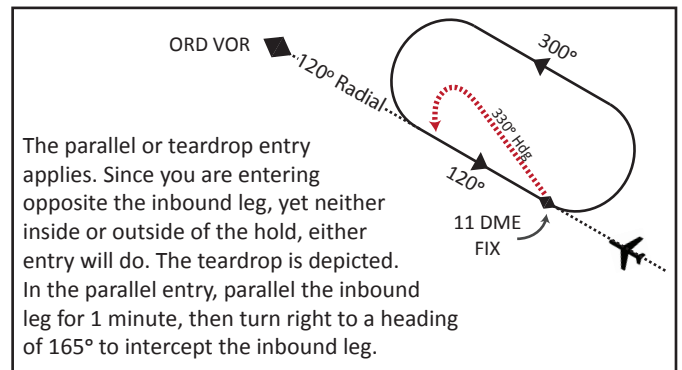 ORD VOR
120º Radial
300°
330º Hdg
120°
11 DME
FIX
The parallel or teardrop entry
applies. Since you are entering
opposite the inbound leg, yet neither
inside or outside of the hold, either
entry will do. The teardrop is depicted.
In the parallel entry, parallel the inbound
leg for 1 minute, then turn right to a heading
of 165° to intercept the inbound leg.